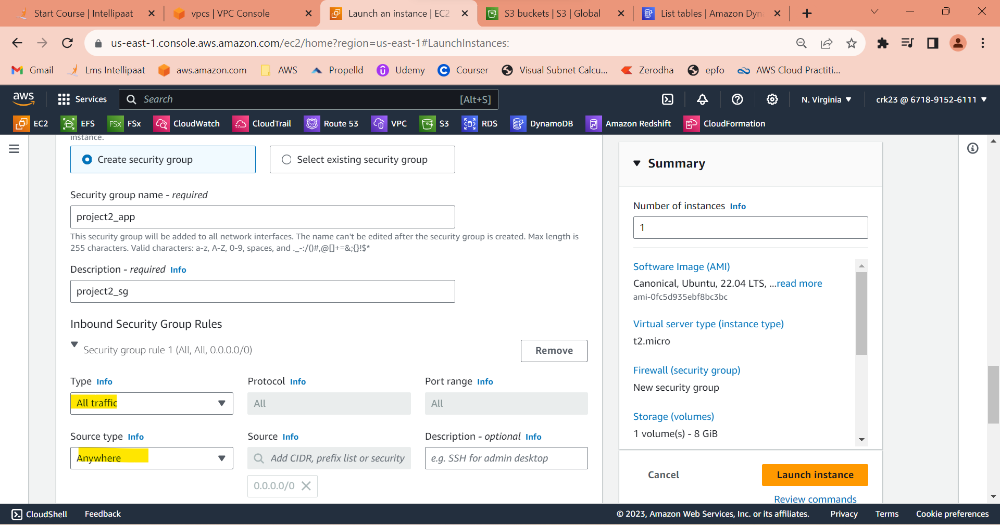 Start Course | Intellipaat
vpcs | VPC Console
Launch an instance | EC2
S3 buckets | S3 | Global
List tables | Amazon Dyn
us-east-1.console.aws.amazon.com/ec2/home?region=us-east-1#LaunchInstances:
Gmail
Lms Intellipaat
aws.amazon.com
AWS
Propelld
Udemy
Courser
Visual Subnet Calcu...
Zerodha
epfo
AWS Cloud Practiti...
aws
Services
Search
[Alt+S]
N. Virginia
crk23 @ 6718-9152-6111
EC2
EFS
FSx
FSx
CloudWatch
CloudTrail
53
Route 53
VPC
S3
RDS
DynamoDB
Amazon Redshift
CloudFormation
instance.
Create security group
Select existing security group
Security group name - required
project2_app
This security group will be added to all network interfaces. The name can't be edited after the security group is created. Max length is
255 characters. Valid characters: a-z, A-Z, 0-9, spaces, and ._-:/()#,@[]+=&;{}!$*
Description - required Info
project2_sg
Inbound Security Group Rules
Security group rule 1 (All, All, 0.0.0.0/0)
Remove
Type Info
Protocol Info
Port range Info
All traffic
All
All
Source type Info
Source Info
Description - optional Info
Anywhere
Add CIDR, prefix list or security
e.g. SSH for admin desktop
0.0.0.0/0
Summary
Number of instances Info
1
Software Image (AMI)
Canonical, Ubuntu, 22.04 LTS, ...read more
ami-0fc5d935ebf8bc3bc
Virtual server type (instance type)
t2.micro
Firewall (security group)
New security group
Storage (volumes)
1 volume(s) - 8 GiB
Cancel
Launch instance
Review commands
CloudShell
Feedback
© 2023, Amazon Web Services, Inc. or its affiliates.
Privacy
Terms
Cookie preferences